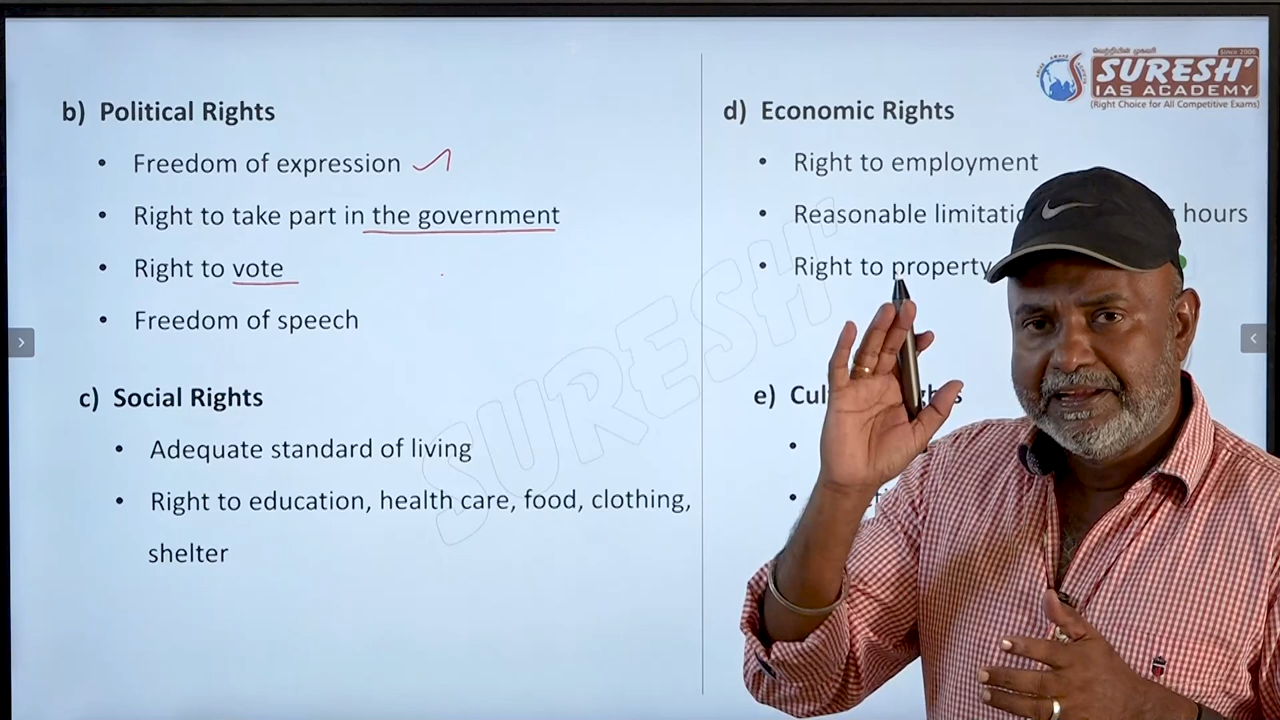 b) Political Rights
• Freedom of expression
• Right to take part in the government
• Right to vote
• Freedom of speech
c) Social Rights
• Adequate standard of living
• Right to education, health care, food, clothing,
shelter
Since 2006
SURESH'
IAS ACADEMY
(Right Choice for All Competitive Exams)
d) Economic Rights
• Right to employment
• Reasonable hours
• Right to property
e)
SURESH'